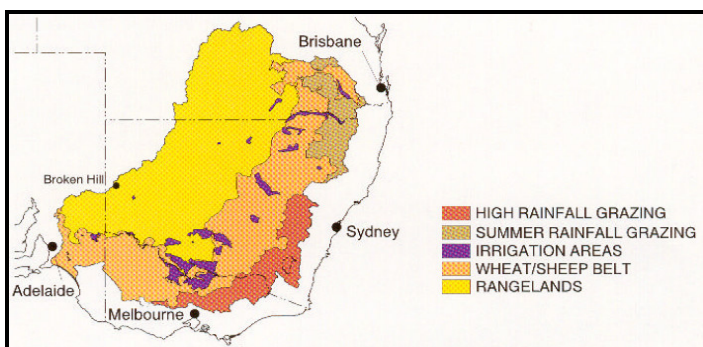 Brisbane
Broken Hill
Sydney
Adelaide
Melbourne
HIGH RAINFALL GRAZING
SUMMER RAINFALL GRAZING
IRRIGATION AREAS
WHEAT/SHEEP BELT
RANGELANDS